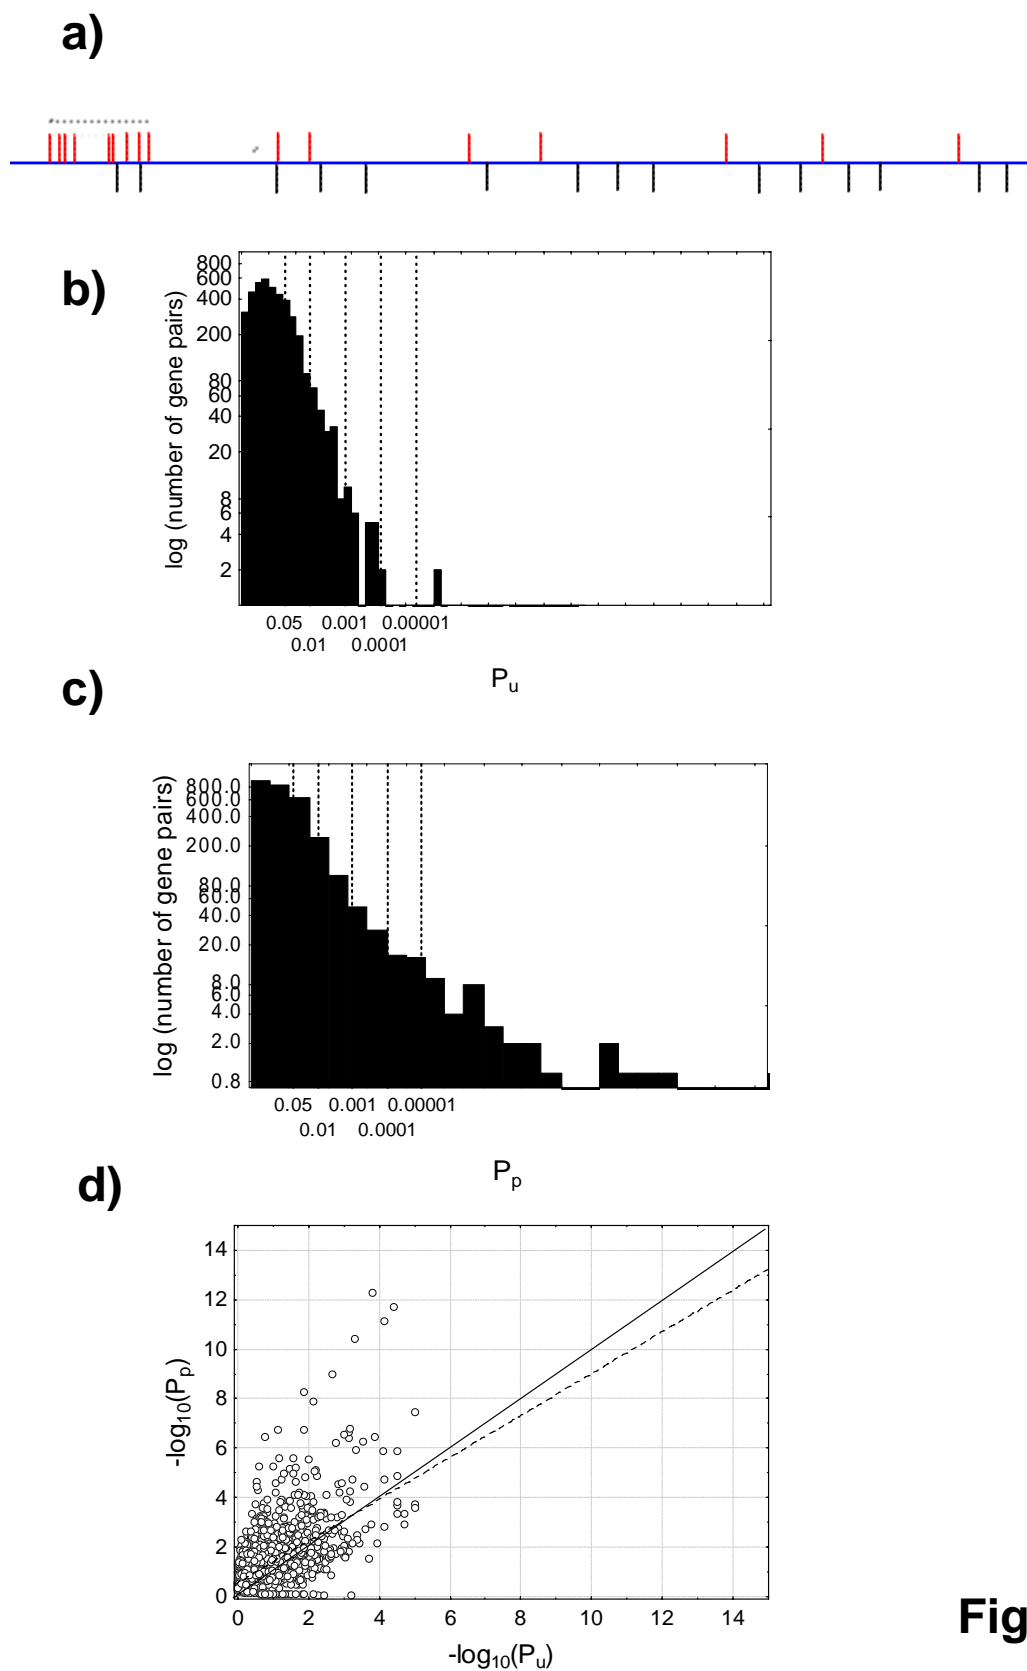 a)
b)
log (number of gene pairs)
800
600
400
200
80
60
40
20
8
6
4
2
0.05 0.001 0.00001
0.01 0.0001
Pu
c)
log (number of gene pairs)
800.0
600.0
400.0
200.0
80.0
60.0
40.0
20.0
8.0
6.0
4.0
2.0
0.8
0.05 0.001 0.00001
0.01 0.0001
Pp
d)
-log10(Pp)
14
12
10
8
6
4
2
0
0 2 4 6 8 10 12 14
-log10(Pu)
Fig